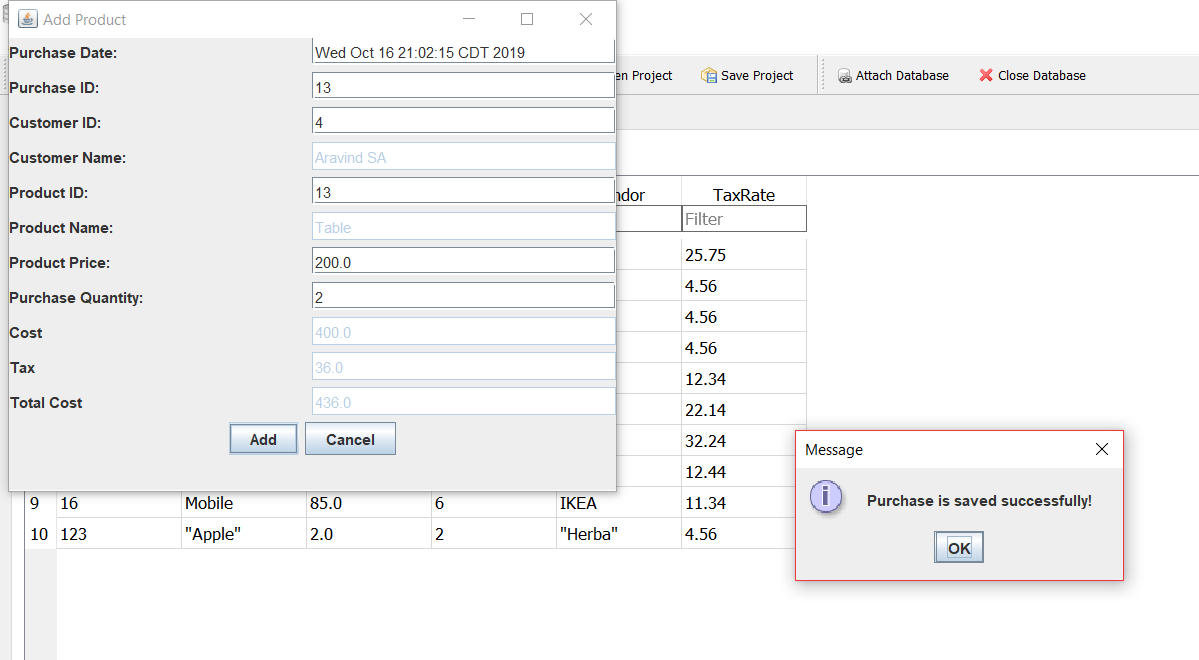 Add Product
Purchase Date: Wed Oct 16 21:02:15 CDT 2019
Purchase ID: 13
Customer ID: 4
Customer Name: Aravind SA
Product ID: 13
Product Name: Table
Product Price: 200.0
Purchase Quantity: 2
Cost 400.0
Tax 36.0
Total Cost 436.0
Add Cancel
Project Save Project Attach Database Close Database
TaxRate
Filter
25.75
4.56
4.56
4.56
12.34
22.14
32.24
12.44
9 16 Mobile 85.0 6 IKEA 11.34
10 123 "Apple" 2.0 2 "Herba" 4.56
Message
Purchase is saved successfully!
OK